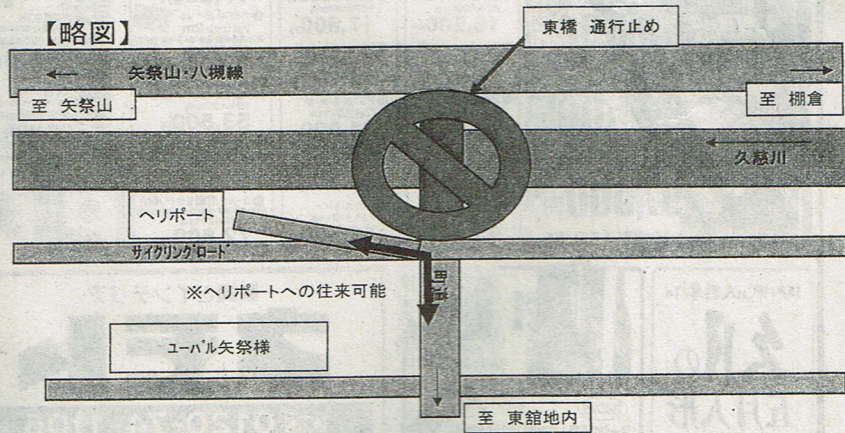 【略図】
東橋 通行止め
矢祭山・八槻線
至 矢祭山
至 棚倉
久慈川
ヘリポート
サイクリングロード
※ヘリポートへの往来可能
ユーパル矢祭様
至 東舘地内